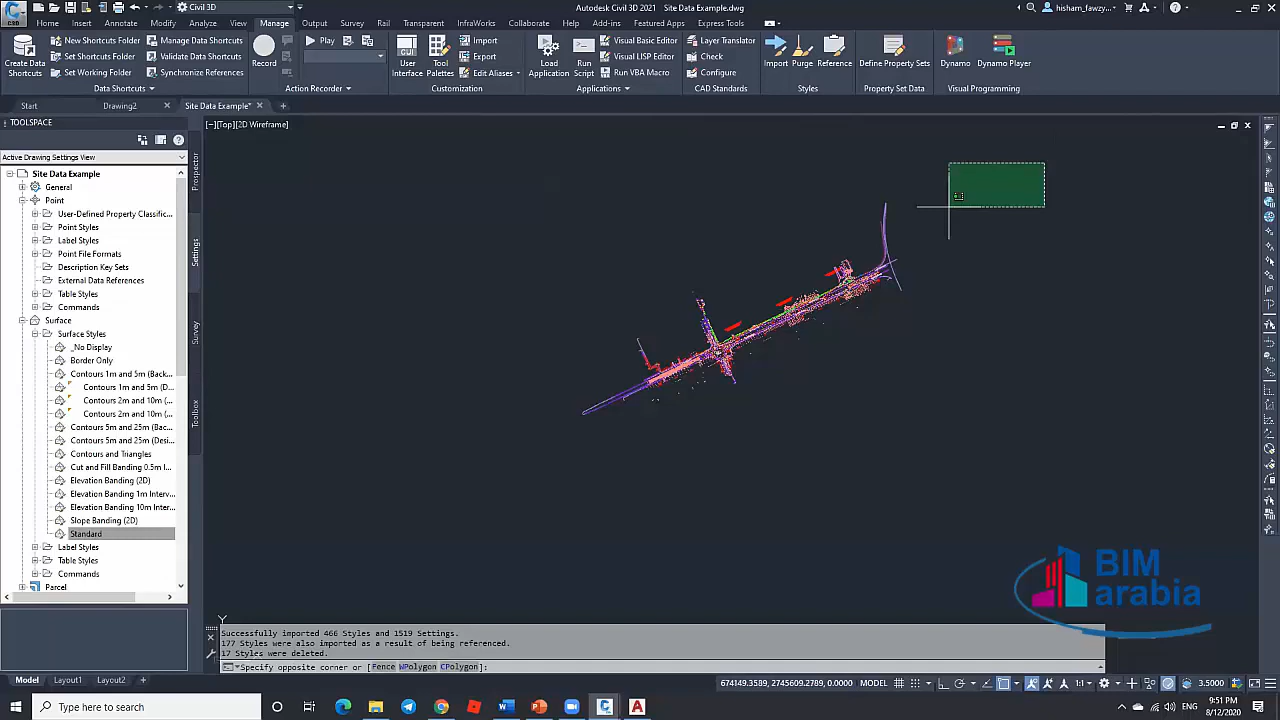 Civil 3D
Autodesk Civil 3D 2021 Site Data Example.dwg
hisham_fawzy...
Home Insert Annotate Modify Analyze View Manage Output Survey Rail Transparent InfraWorks Collaborate Help Add-ins Featured Apps Express Tools
Create Data Shortcuts
New Shortcuts Folder
Set Shortcuts Folder
Set Working Folder
Manage Data Shortcuts
Validate Data Shortcuts
Synchronize References
Data Shortcuts
Record
Play
Action Recorder
User Interface
Tool Palettes
Import
Export
Edit Aliases
Customization
Load Application
Run Script
Visual Basic Editor
Visual LISP Editor
Run VBA Macro
Applications
Layer Translator
Check
Configure
CAD Standards
Import
Purge
Reference
Styles
Define Property Sets
Property Set Data
Dynamo
Dynamo Player
Visual Programming
Start
Drawing2
Site Data Example*
TOOLSPACE
[−][Top][2D Wireframe]
Active Drawing Settings View
Site Data Example
General
Point
User-Defined Property Classific...
Point Styles
Label Styles
Point File Formats
Description Key Sets
External Data References
Table Styles
Commands
Surface
Surface Styles
_No Display
Border Only
Contours 1m and 5m (Back...
Contours 1m and 5m (D...
Contours 2m and 10m (...
Contours 2m and 10m (...
Contours 5m and 25m (Bac...
Contours 5m and 25m (Desi...
Contours and Triangles
Cut and Fill Banding 0.5m I...
Elevation Banding (2D)
Elevation Banding 1m Interv...
Elevation Banding 10m Inter...
Slope Banding (2D)
Standard
Label Styles
Table Styles
Commands
Parcel
Prospector
Settings
Survey
Toolbox
BIM
arabia
Y
Successfully imported 466 Styles and 1519 Settings.
177 Styles were also imported as a result of being referenced.
17 Styles were deleted.
Specify opposite corner or [Fence WPolygon CPolygon]:
Model Layout1 Layout2
674149.3589, 2745609.2789, 0.0000 MODEL
1:1
3.5000
Type here to search
9:51 PM
8/12/2020